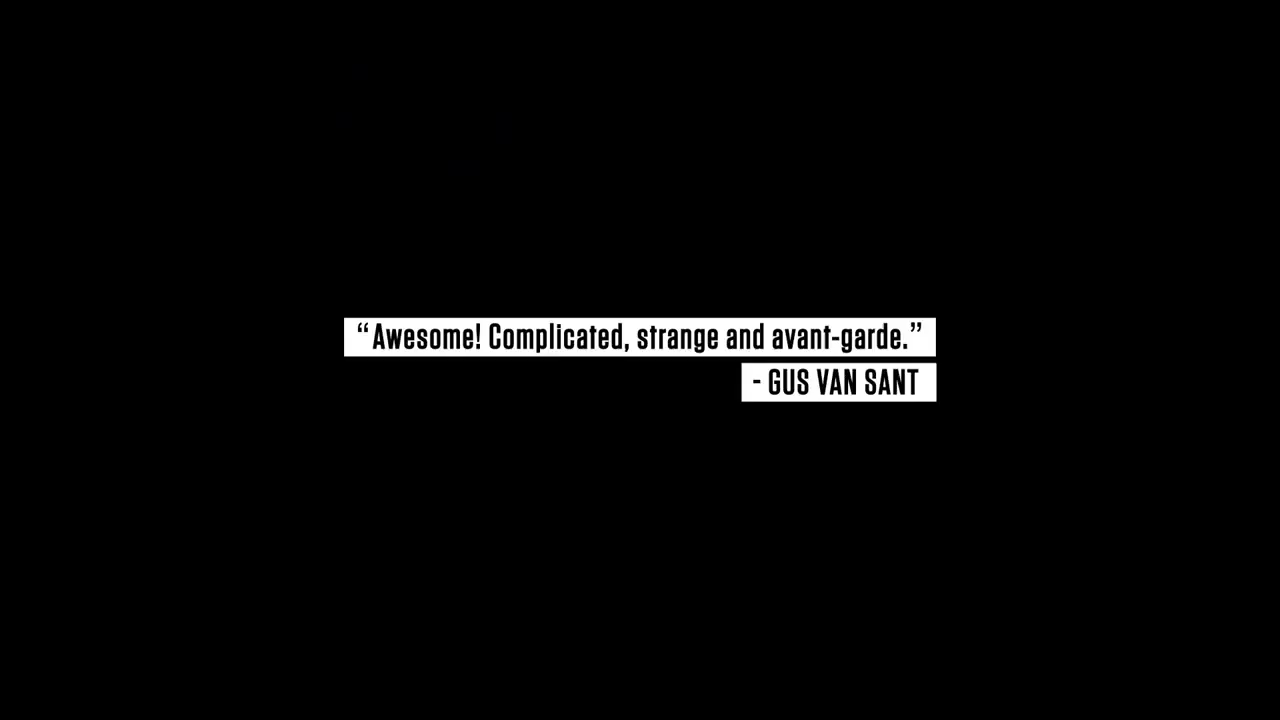 “Awesome! Complicated, strange and avant-garde.”
- GUS VAN SANT